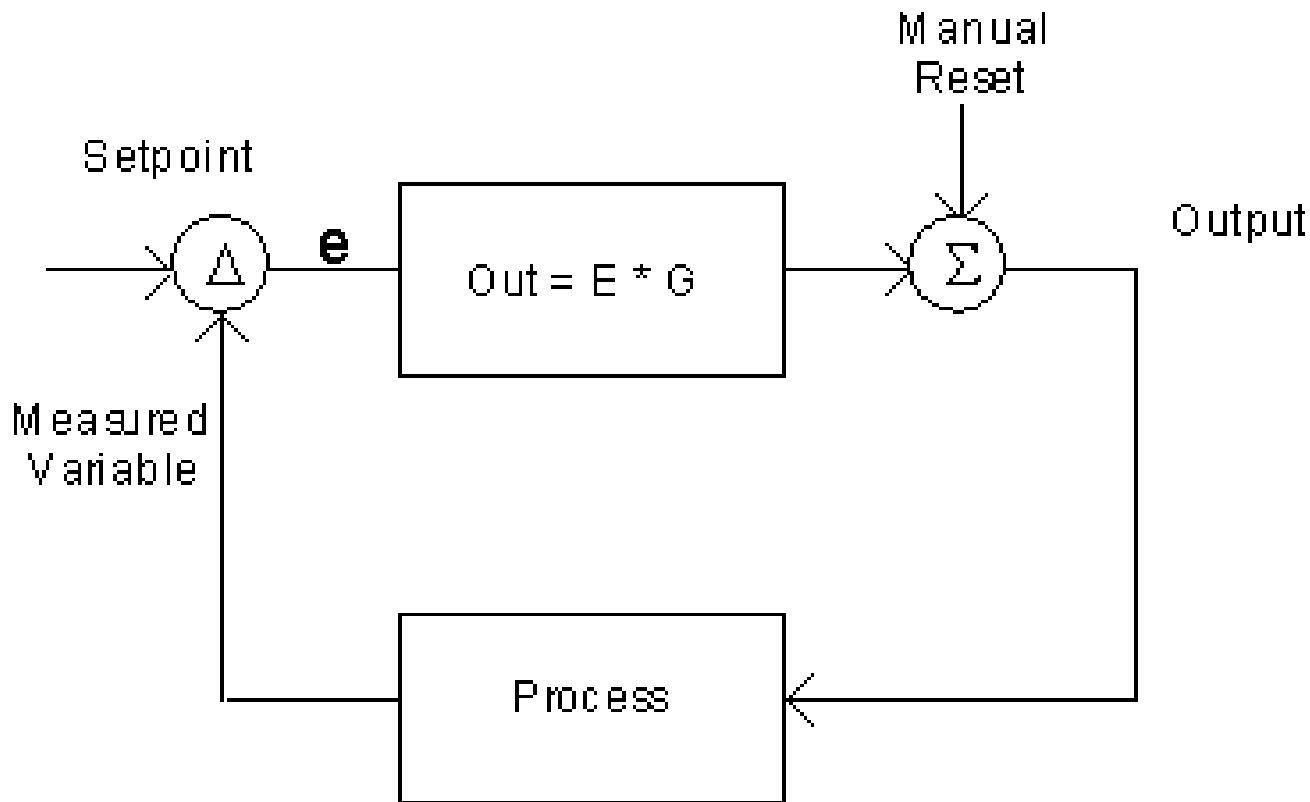 Manual
Reset
Setpoint
Output
Δ
e
Out = E * G
Σ
Measured
Variable
Process